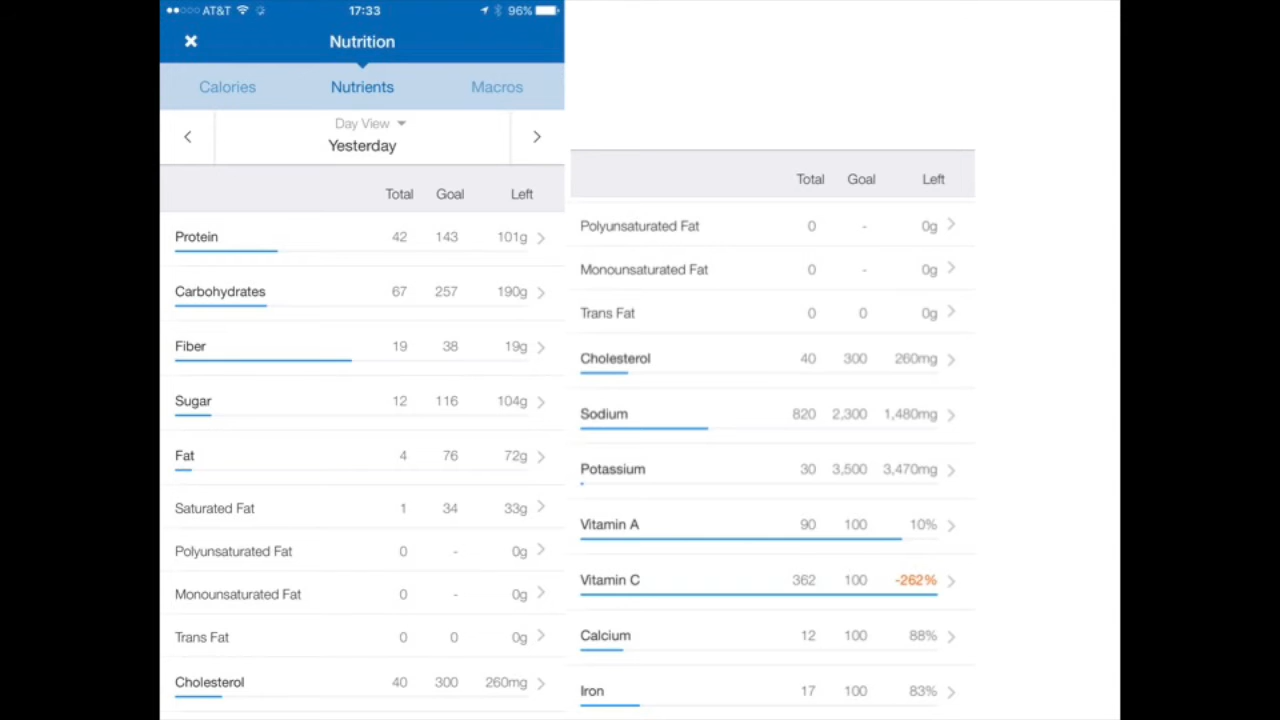 AT&T 17:33 96%
Nutrition
Calories Nutrients Macros
Day View
Yesterday
Total Goal Left
Protein 42 143 101g
Carbohydrates 67 257 190g
Fiber 19 38 19g
Sugar 12 116 104g
Fat 4 76 72g
Saturated Fat 1 34 33g
Polyunsaturated Fat 0 - 0g
Monounsaturated Fat 0 - 0g
Trans Fat 0 0 0g
Cholesterol 40 300 260mg
Total Goal Left
Polyunsaturated Fat 0 - 0g
Monounsaturated Fat 0 - 0g
Trans Fat 0 0 0g
Cholesterol 40 300 260mg
Sodium 820 2,300 1,480mg
Potassium 30 3,500 3,470mg
Vitamin A 90 100 10%
Vitamin C 362 100 -262%
Calcium 12 100 88%
Iron 17 100 83%